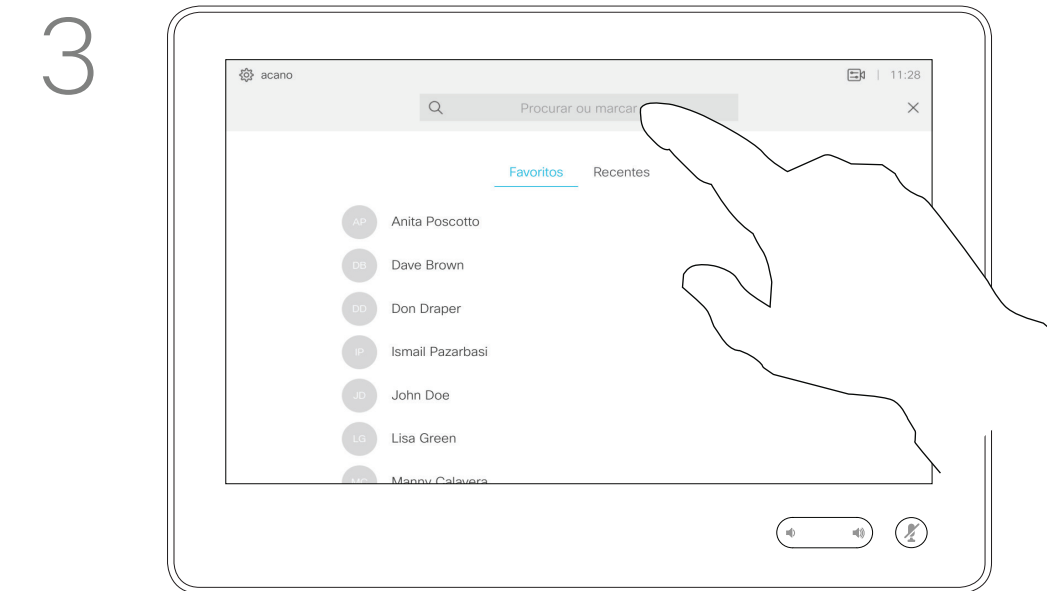 3
acano
11:28
Procurar ou marcar
Favoritos Recentes
AP Anita Poscotto
DB Dave Brown
DD Don Draper
IP Ismail Pazarbasi
JD John Doe
LG Lisa Green
MC Manny Calavera